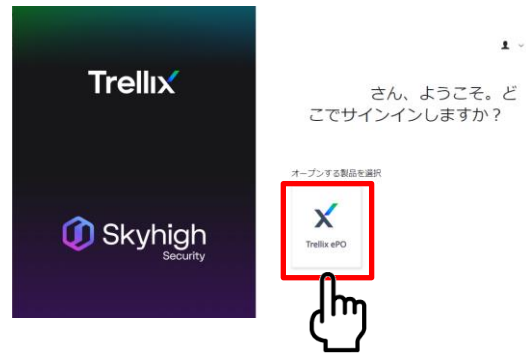 Trellix
Skyhigh
Security
さん、ようこそ。ど
こでサインインしますか？
オープンする製品を選択
Trellix ePO